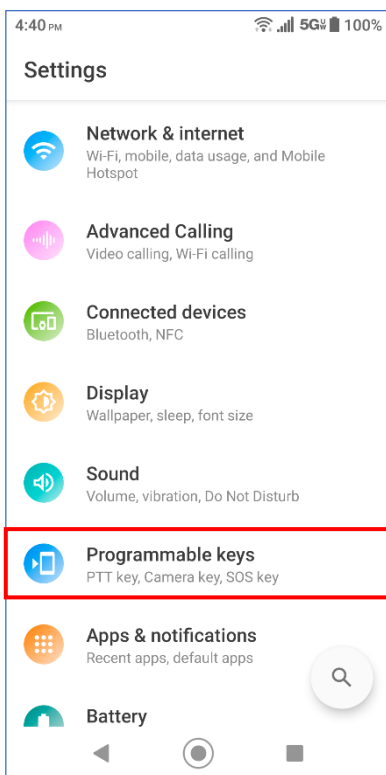 4:40 PM 5G UW 100%
Settings
Network & internet
Wi-Fi, mobile, data usage, and Mobile
Hotspot
Advanced Calling
Video calling, Wi-Fi calling
Connected devices
Bluetooth, NFC
Display
Wallpaper, sleep, font size
Sound
Volume, vibration, Do Not Disturb
Programmable keys
PTT key, Camera key, SOS key
Apps & notifications
Recent apps, default apps
Battery